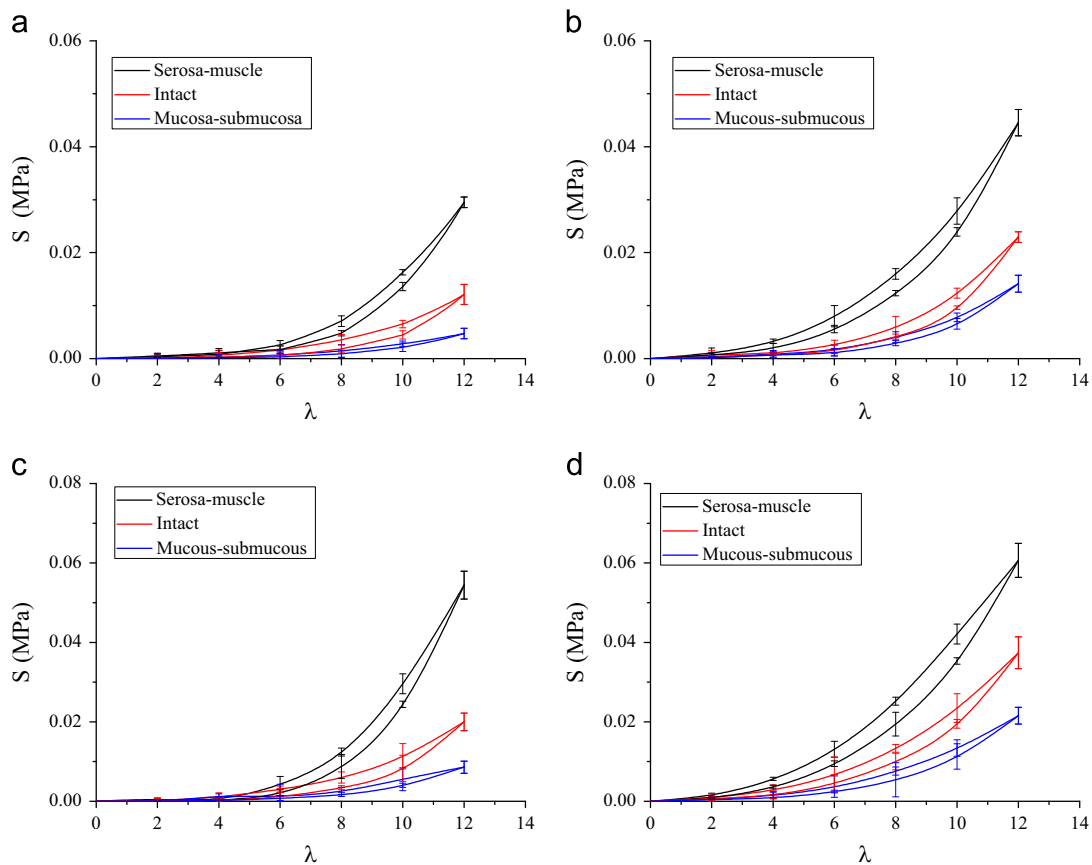 a
0.06
0.04
0.02
0.00
S (MPa)
Serosa-muscle
Intact
Mucosa-submucosa
0 2 4 6 8 10 12 14
λ
b
0.06
0.04
0.02
0.00
S (MPa)
Serosa-muscle
Intact
Mucous-submucous
0 2 4 6 8 10 12 14
λ
c
0.08
0.06
0.04
0.02
0.00
S (MPa)
Serosa-muscle
Intact
Mucous-submucous
0 2 4 6 8 10 12 14
λ
d
0.08
0.06
0.04
0.02
0.00
S (MPa)
Serosa-muscle
Intact
Mucous-submucous
0 2 4 6 8 10 12 14
λ